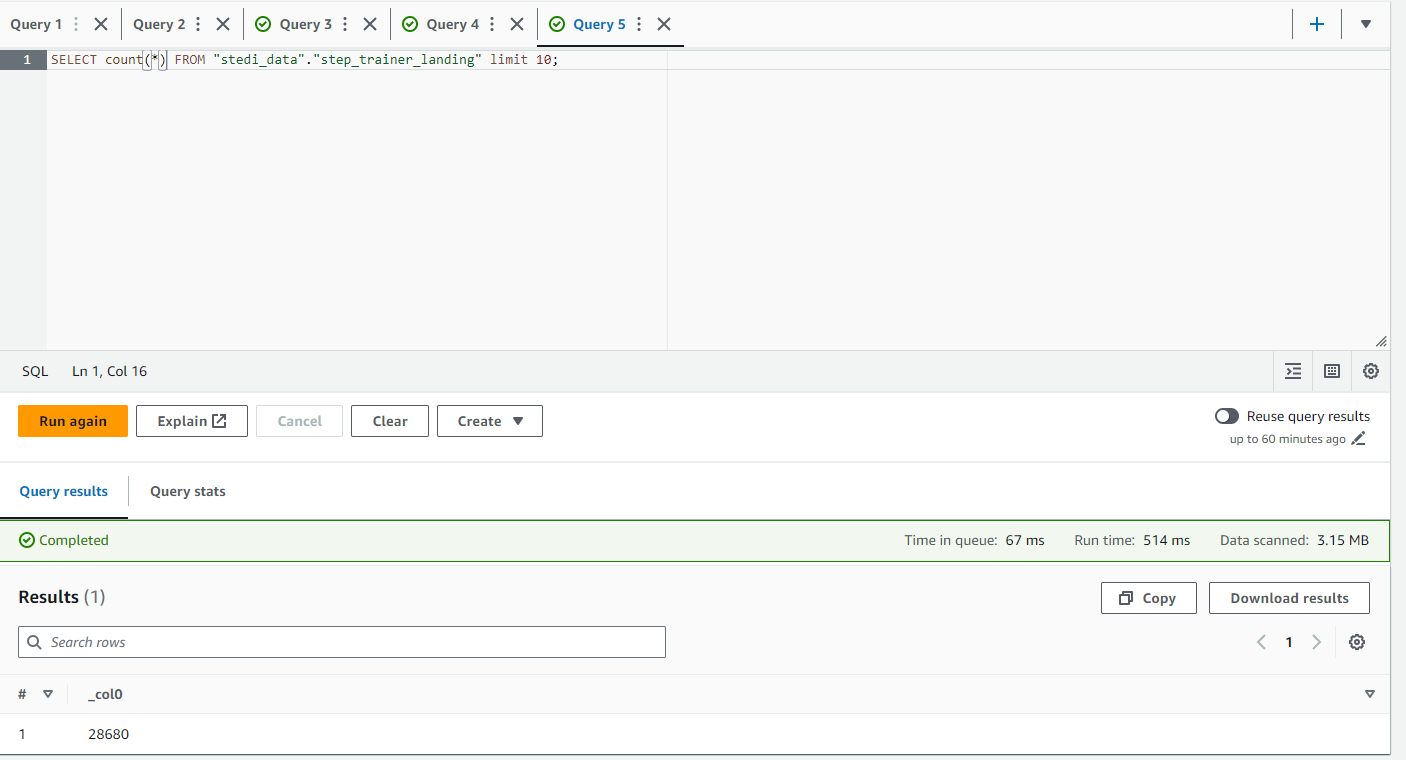 Query 1 Query 2 Query 3 Query 4 Query 5
1 SELECT count(*) FROM "stedi_data"."step_trainer_landing" limit 10;
SQL Ln 1, Col 16
Run again Explain Cancel Clear Create Reuse query results
up to 60 minutes ago
Query results Query stats
Completed Time in queue: 67 ms Run time: 514 ms Data scanned: 3.15 MB
Results (1) Copy Download results
Search rows 1
# _col0
1 28680